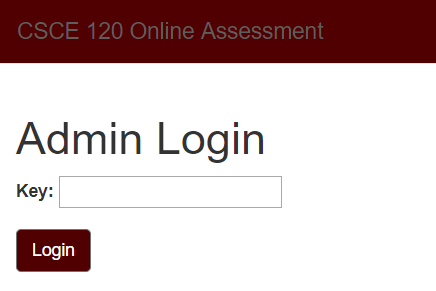 CSCE 120 Online Assessment
Admin Login
Key:
Login